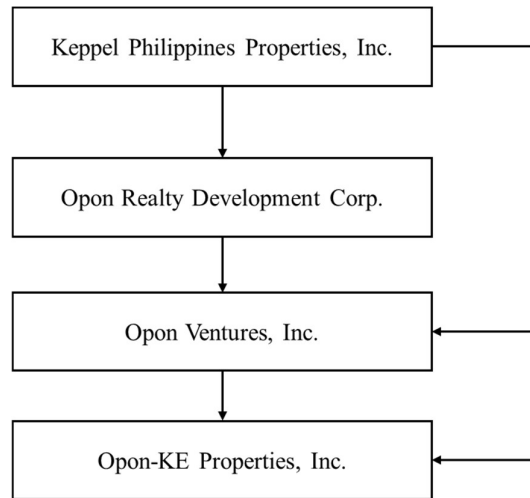 Keppel Philippines Properties, Inc.
Opon Realty Development Corp.
Opon Ventures, Inc.
Opon-KE Properties, Inc.